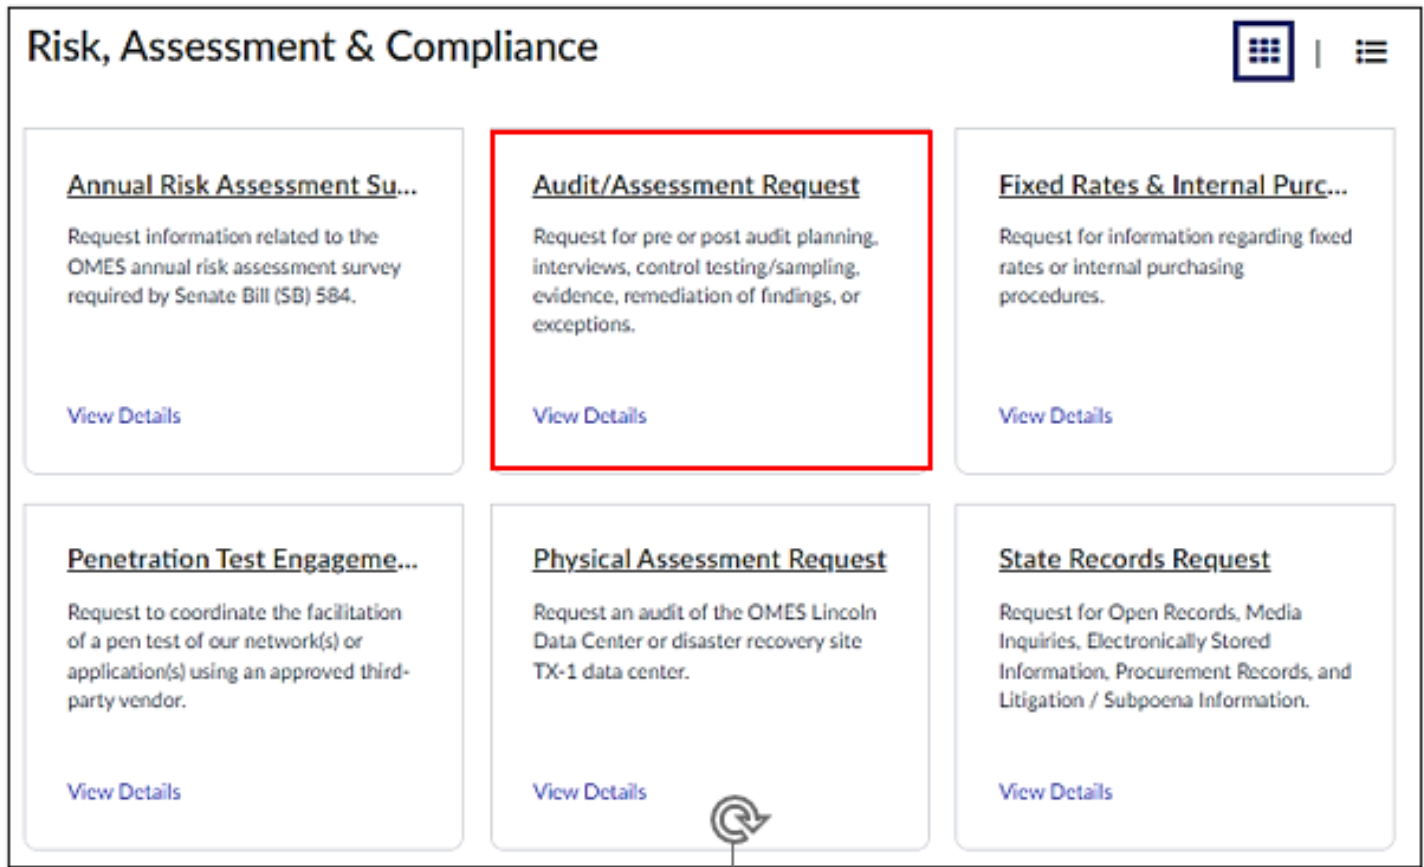 Risk, Assessment & Compliance
|
Annual Risk Assessment Su...
Request information related to the
OMES annual risk assessment survey
required by Senate Bill (SB) 584.
View Details
Audit/Assessment Request
Request for pre or post audit planning,
interviews, control testing/sampling,
evidence, remediation of findings, or
exceptions.
View Details
Fixed Rates & Internal Purc...
Request for information regarding fixed
rates or internal purchasing
procedures.
View Details
Penetration Test Engageme...
Request to coordinate the facilitation
of a pen test of our network(s) or
application(s) using an approved third-
party vendor.
View Details
Physical Assessment Request
Request an audit of the OMES Lincoln
Data Center or disaster recovery site
TX-1 data center.
View Details
State Records Request
Request for Open Records, Media
Inquiries, Electronically Stored
Information, Procurement Records, and
Litigation / Subpoena Information.
View Details